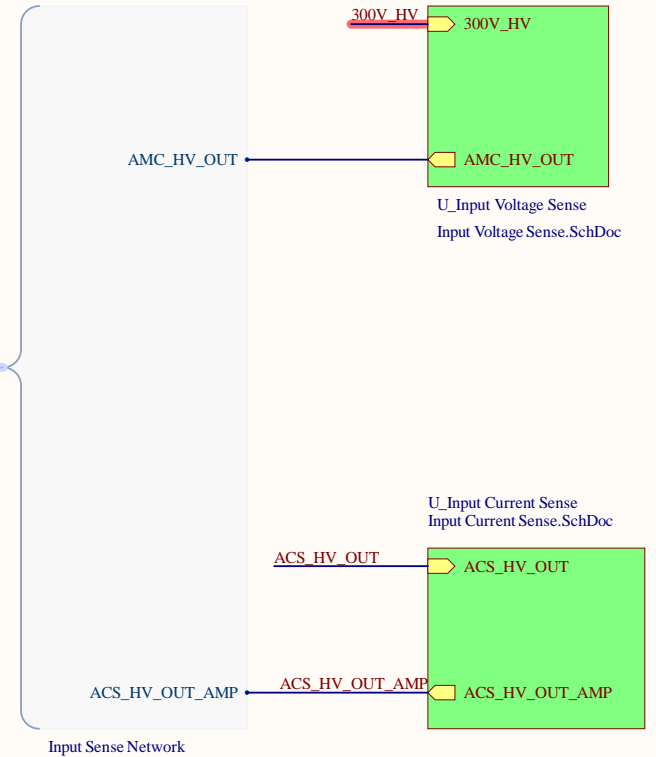 300V_HV
300V_HV
AMC_HV_OUT
AMC_HV_OUT
U_Input Voltage Sense
Input Voltage Sense.SchDoc
U_Input Current Sense
Input Current Sense.SchDoc
ACS_HV_OUT
ACS_HV_OUT
ACS_HV_OUT_AMP
ACS_HV_OUT_AMP
ACS_HV_OUT_AMP
Input Sense Network